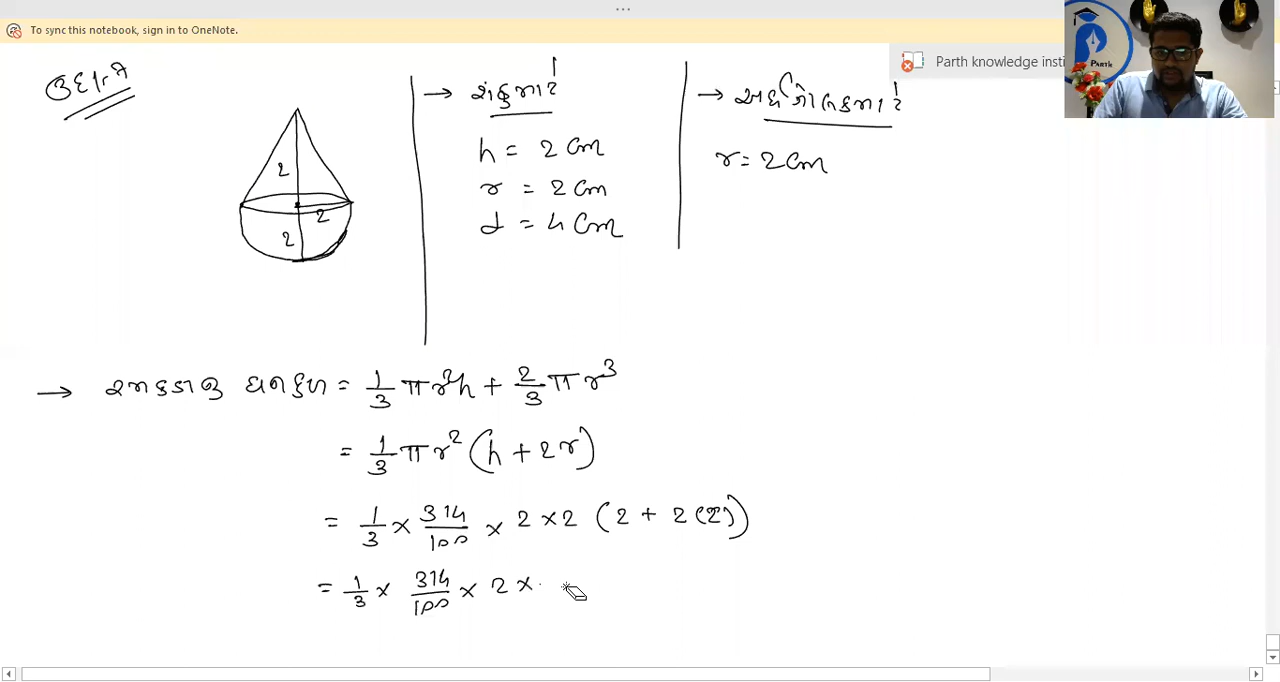 To sync this notebook, sign in to OneNote.
Parth knowledge insti
PARTH
2
2
2
→ શંકુમાં :
h = 2 cm
r = 2 cm
d = 4 cm
→ અર્ધગોલકમાં :
r = 2 cm
→ રમકડાનું ઘનફળ = 1/3 πr²h + 2/3 πr³
= 1/3 πr² (h + 2r)
= 1/3 × 314/100 × 2 × 2 (2 + 2(2))
= 1/3 × 314/100 × 2 ×